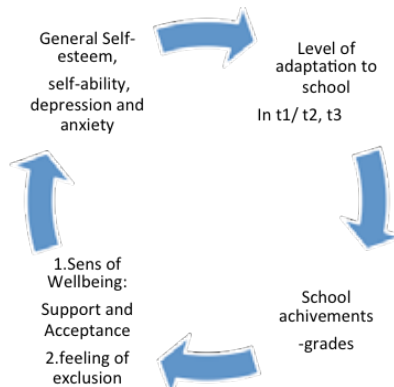 General Self-
esteem,
self-ability,
depression and
anxiety
Level of
adaptation to
school
In t1/ t2, t3
School
achivements
-grades
1.Sens of
Wellbeing:
Support and
Acceptance
2.feeling of
exclusion